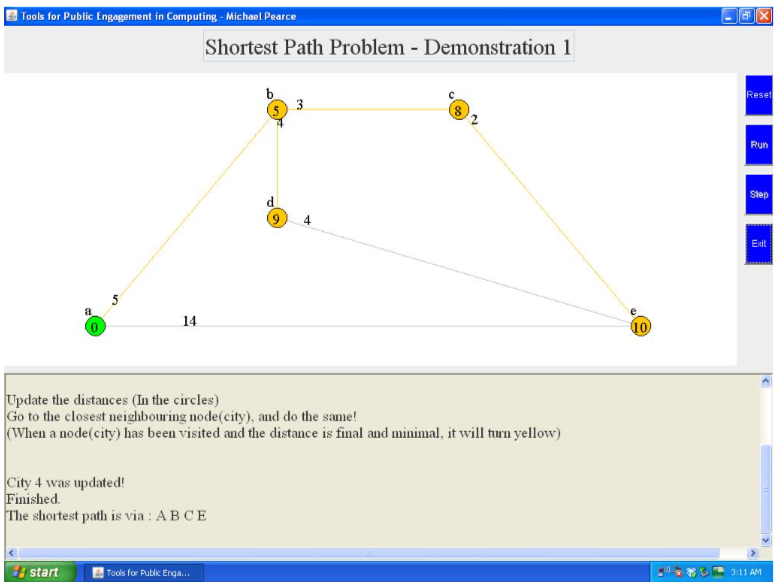 Tools for Public Engagement in Computing - Michael Pearce
Shortest Path Problem - Demonstration 1
Reset
Run
Step
Exit
b
5
3
4
c
8
2
d
9
4
a
0
5
14
e
10
Update the distances (In the circles)
Go to the closest neighbouring node(city), and do the same!
(When a node(city) has been visited and the distance is final and minimal, it will turn yellow)
City 4 was updated!
Finished.
The shortest path is via : A B C E
start
Tools for Public Enga...
3:11 AM